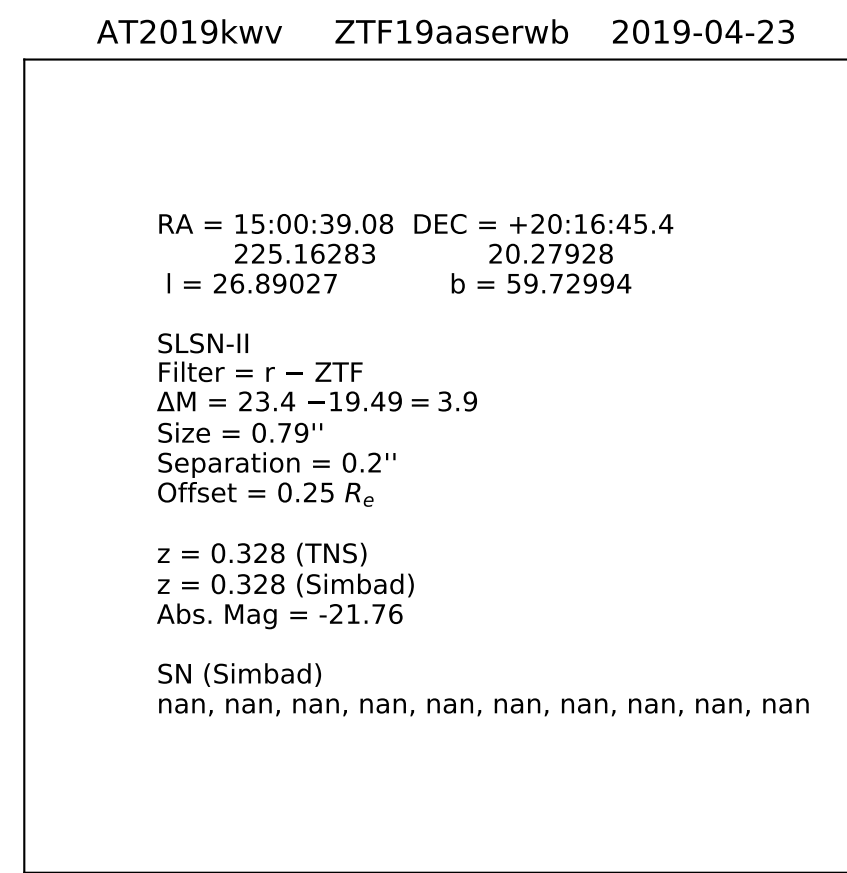 AT2019kwv ZTF19aaserwb 2019-04-23
RA = 15:00:39.08 DEC = +20:16:45.4
225.16283 20.27928
l = 26.89027 b = 59.72994
SLSN-II
Filter = r − ZTF
ΔM = 23.4 −19.49 = 3.9
Size = 0.79''
Separation = 0.2''
Offset = 0.25 Rₑ
z = 0.328 (TNS)
z = 0.328 (Simbad)
Abs. Mag = -21.76
SN (Simbad)
nan, nan, nan, nan, nan, nan, nan, nan, nan, nan